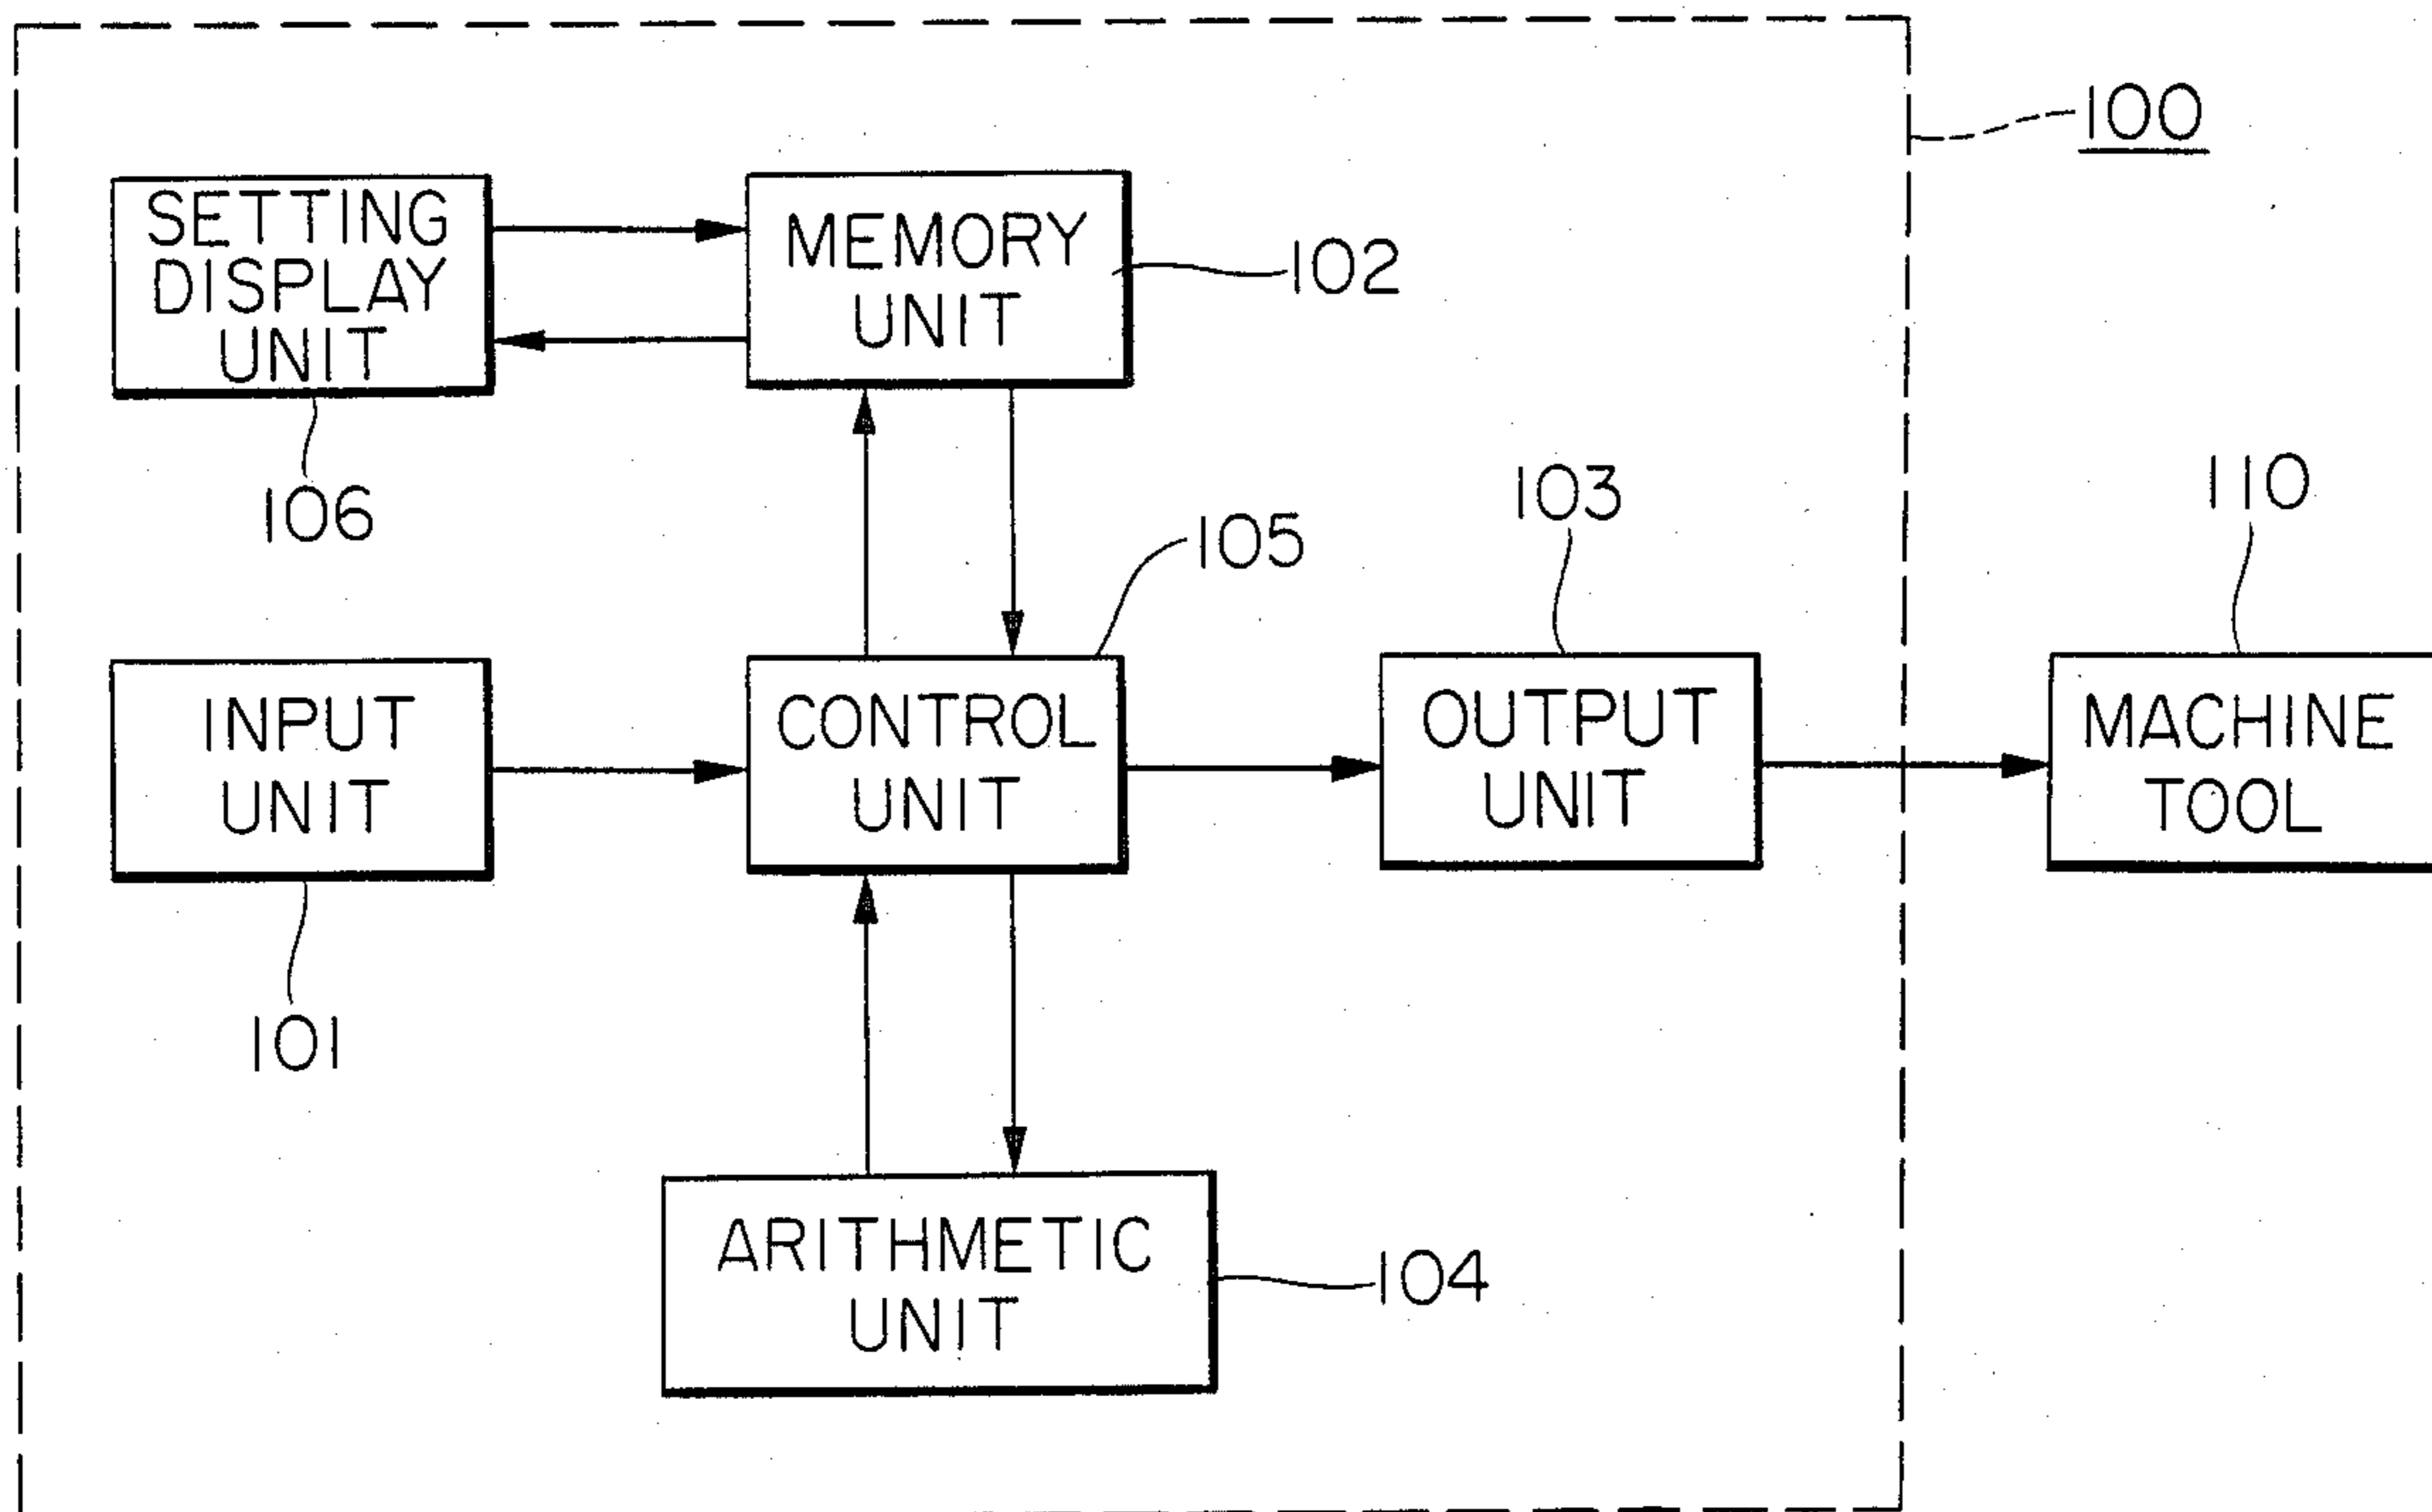 100
SETTING
DISPLAY
UNIT
106
MEMORY
UNIT
102
INPUT
UNIT
101
CONTROL
UNIT
105
OUTPUT
UNIT
103
MACHINE
TOOL
110
ARITHMETIC
UNIT
104